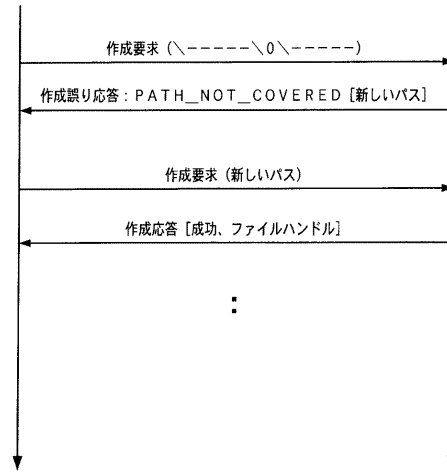 作成要求(＼－－－－－＼0＼－－－－－)
作成誤り応答：ＰＡＴＨ＿ＮＯＴ＿ＣＯＶＥＲＥＤ [新しいパス]
作成要求(新しいパス)
作成応答 [成功、ファイルハンドル]